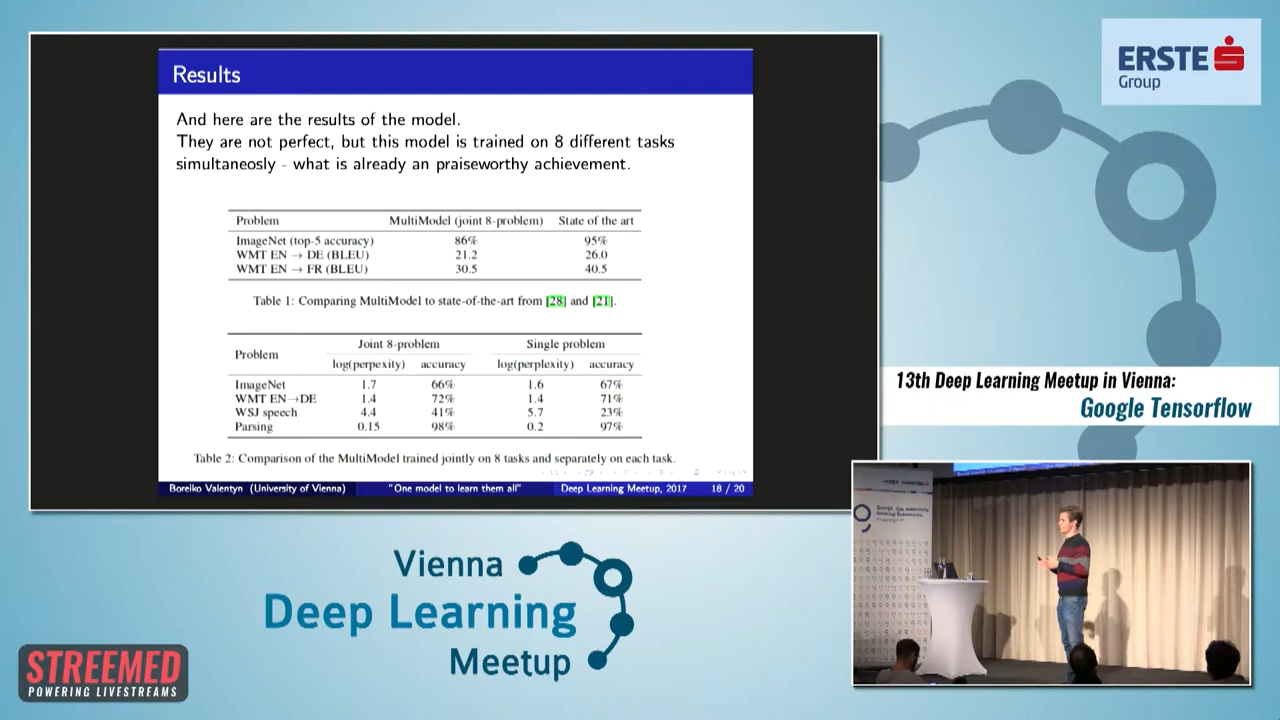 Results
And here are the results of the model.
They are not perfect, but this model is trained on 8 different tasks
simultaneosly - what is already an praiseworthy achievement.
Problem MultiModel (joint 8-problem) State of the art
ImageNet (top-5 accuracy) 86% 95%
WMT EN → DE (BLEU) 21.2 26.0
WMT EN → FR (BLEU) 30.5 40.5
Table 1: Comparing MultiModel to state-of-the-art from [28] and [21].
Problem Joint 8-problem Single problem
log(perpexity) accuracy log(perplexity) accuracy
ImageNet 1.7 66% 1.6 67%
WMT EN→DE 1.4 72% 1.4 71%
WSJ speech 4.4 41% 5.7 23%
Parsing 0.15 98% 0.2 97%
Table 2: Comparison of the MultiModel trained jointly on 8 tasks and separately on each task.
Boreiko Valentyn (University of Vienna) "One model to learn them all" Deep Learning Meetup, 2017 18 / 20
ERSTE
Group
13th Deep Learning Meetup in Vienna:
Google Tensorflow
Vienna
Deep Learning
Meetup
STREEMED
POWERING LIVESTREAMS